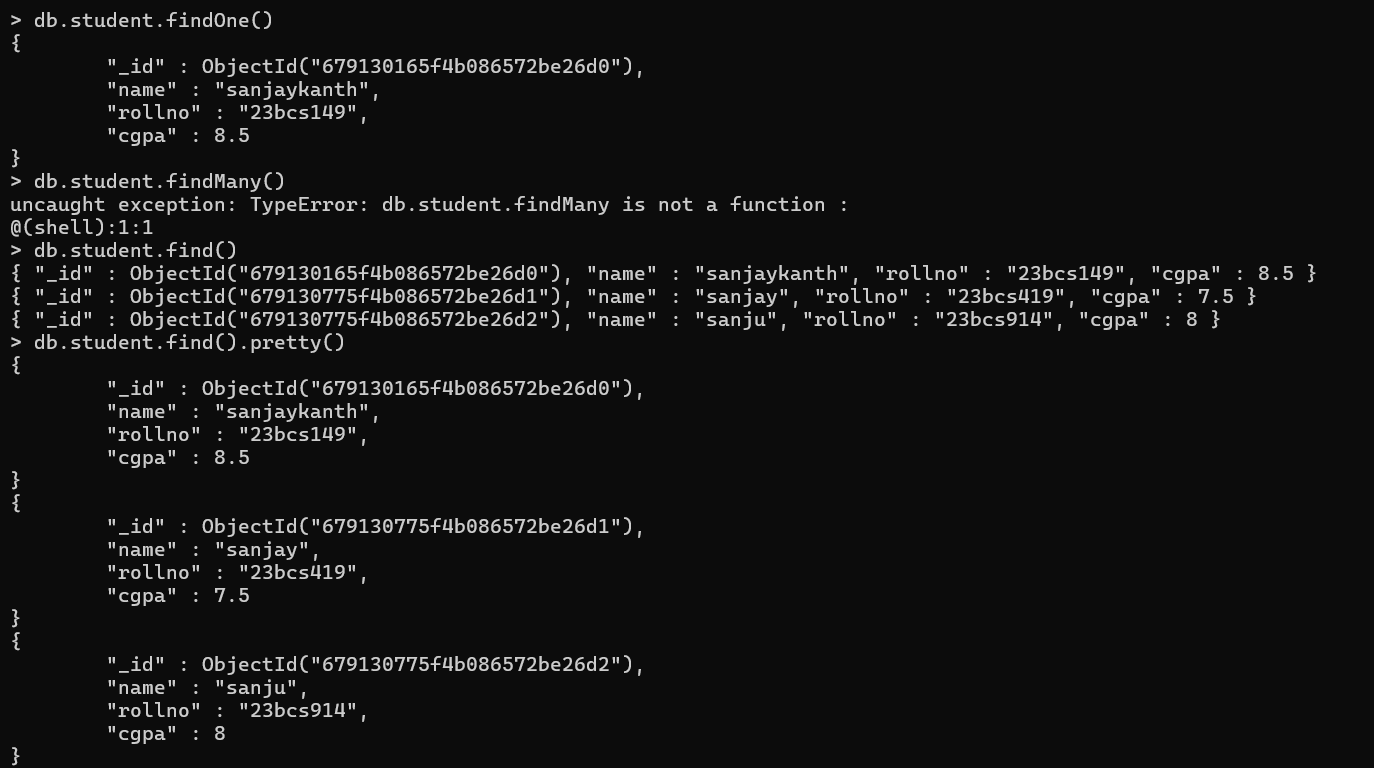 > db.student.findOne()
{
        "_id" : ObjectId("679130165f4b086572be26d0"),
        "name" : "sanjaykanth",
        "rollno" : "23bcs149",
        "cgpa" : 8.5
}
> db.student.findMany()
uncaught exception: TypeError: db.student.findMany is not a function :
@(shell):1:1
> db.student.find()
{ "_id" : ObjectId("679130165f4b086572be26d0"), "name" : "sanjaykanth", "rollno" : "23bcs149", "cgpa" : 8.5 }
{ "_id" : ObjectId("679130775f4b086572be26d1"), "name" : "sanjay", "rollno" : "23bcs419", "cgpa" : 7.5 }
{ "_id" : ObjectId("679130775f4b086572be26d2"), "name" : "sanju", "rollno" : "23bcs914", "cgpa" : 8 }
> db.student.find().pretty()
{
        "_id" : ObjectId("679130165f4b086572be26d0"),
        "name" : "sanjaykanth",
        "rollno" : "23bcs149",
        "cgpa" : 8.5
}
{
        "_id" : ObjectId("679130775f4b086572be26d1"),
        "name" : "sanjay",
        "rollno" : "23bcs419",
        "cgpa" : 7.5
}
{
        "_id" : ObjectId("679130775f4b086572be26d2"),
        "name" : "sanju",
        "rollno" : "23bcs914",
        "cgpa" : 8
}